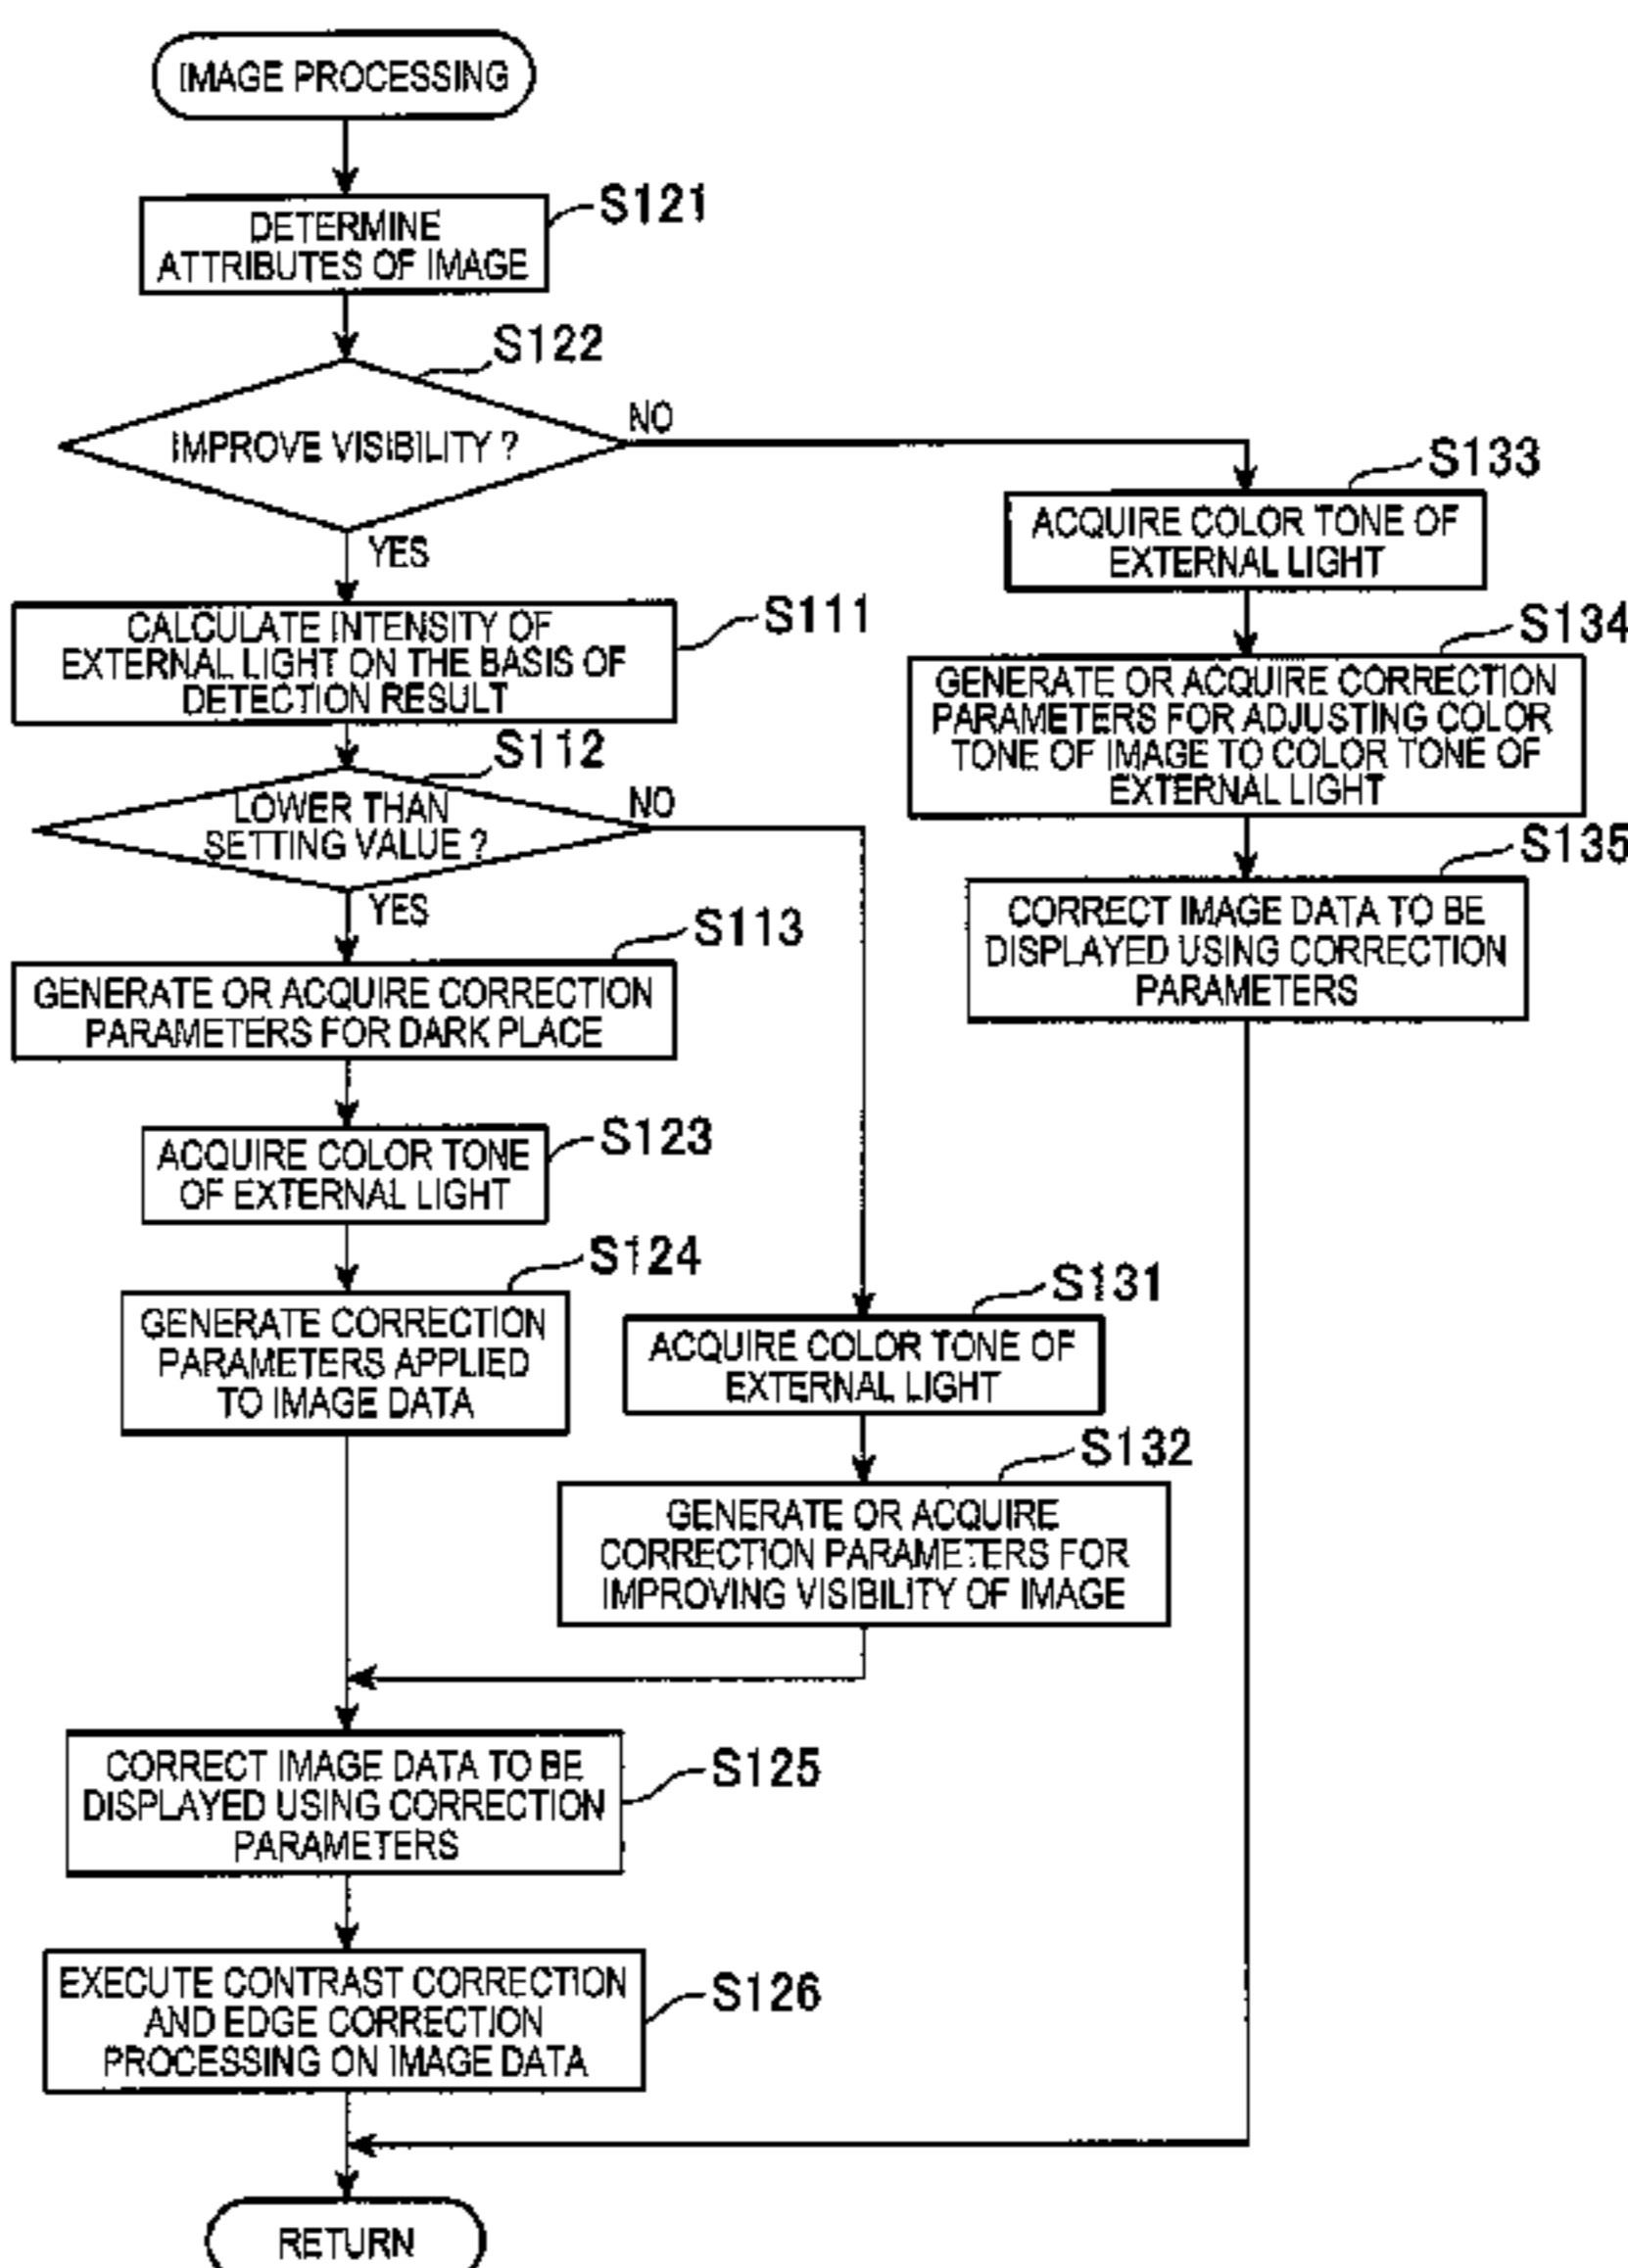 IMAGE PROCESSING
S121
DETERMINE
ATTRIBUTES OF IMAGE
S122
IMPROVE VISIBILITY ?
NO
YES
S133
ACQUIRE COLOR TONE OF
EXTERNAL LIGHT
S111
CALCULATE INTENSITY OF
EXTERNAL LIGHT ON THE BASIS OF
DETECTION RESULT
S134
GENERATE OR ACQUIRE CORRECTION
PARAMETERS FOR ADJUSTING COLOR
TONE OF IMAGE TO COLOR TONE OF
EXTERNAL LIGHT
S112
LOWER THAN
SETTING VALUE ?
NO
YES
S135
CORRECT IMAGE DATA TO BE
DISPLAYED USING CORRECTION
PARAMETERS
S113
GENERATE OR ACQUIRE CORRECTION
PARAMETERS FOR DARK PLACE
S123
ACQUIRE COLOR TONE
OF EXTERNAL LIGHT
S124
GENERATE CORRECTION
PARAMETERS APPLIED
TO IMAGE DATA
S131
ACQUIRE COLOR TONE OF
EXTERNAL LIGHT
S132
GENERATE OR ACQUIRE
CORRECTION PARAMETERS FOR
IMPROVING VISIBILITY OF IMAGE
S125
CORRECT IMAGE DATA TO BE
DISPLAYED USING CORRECTION
PARAMETERS
S126
EXECUTE CONTRAST CORRECTION
AND EDGE CORRECTION
PROCESSING ON IMAGE DATA
RETURN